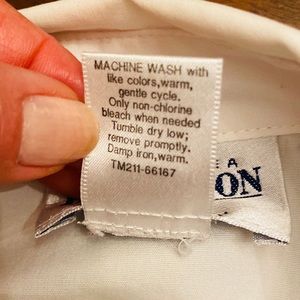 MACHINE WASH with
like colors,warm,
gentle cycle.
Only non-chlorine
bleach when needed
Tumble dry low;
remove promptly.
Damp iron,warm.
TM211-66167
E A
ON